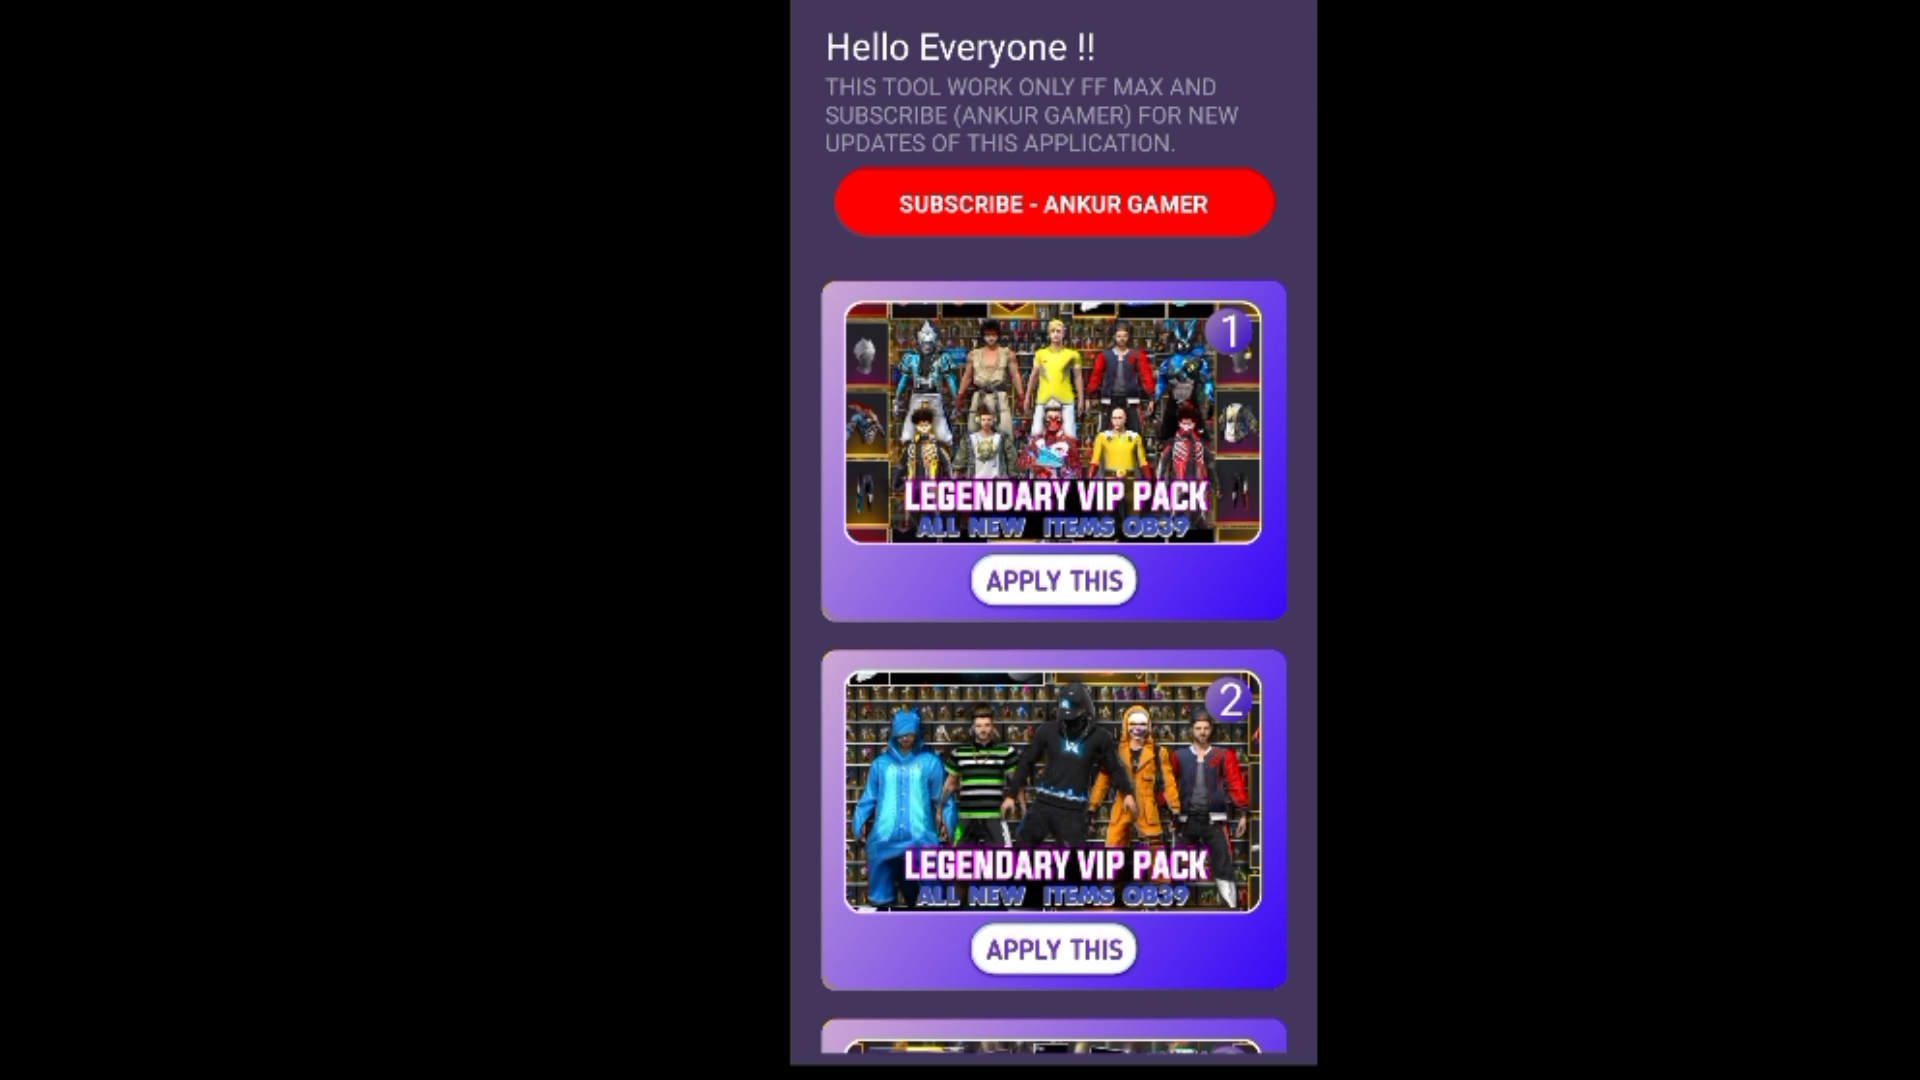 Hello Everyone !!
THIS TOOL WORK ONLY FF MAX AND
SUBSCRIBE (ANKUR GAMER) FOR NEW
UPDATES OF THIS APPLICATION.
SUBSCRIBE - ANKUR GAMER
1
LEGENDARY VIP PACK
ALL NEW ITEMS OB39
APPLY THIS
2
LEGENDARY VIP PACK
ALL NEW ITEMS OB39
APPLY THIS